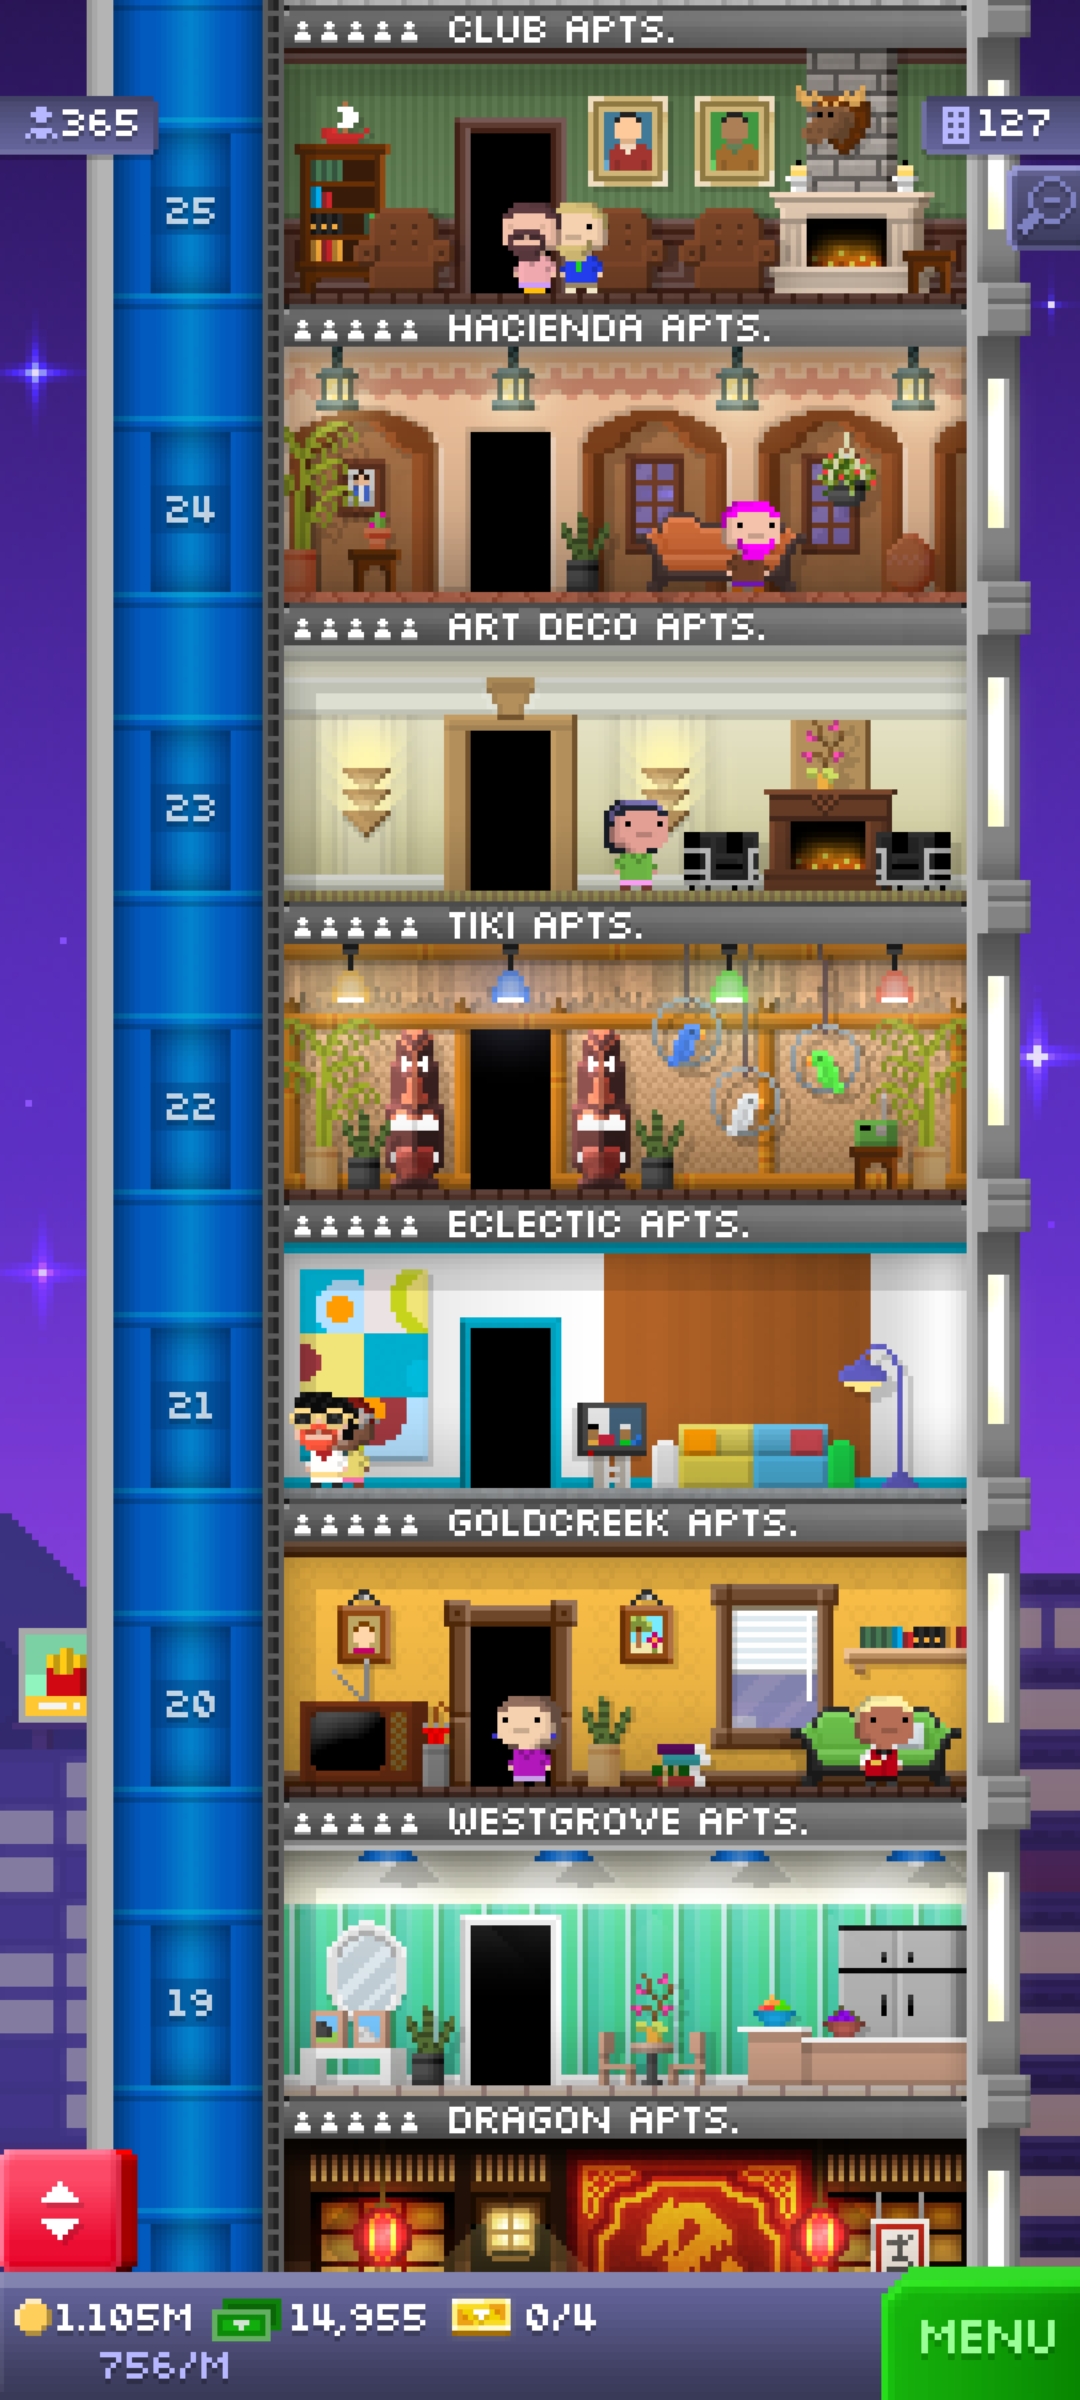 CLUB APTS.
365
127
25
HACIENDA APTS.
24
ART DECO APTS.
23
TIKI APTS.
22
ECLECTIC APTS.
21
GOLDCREEK APTS.
20
WESTGROVE APTS.
19
DRAGON APTS.
1.105M 14,955 0/4
756/M
MENU